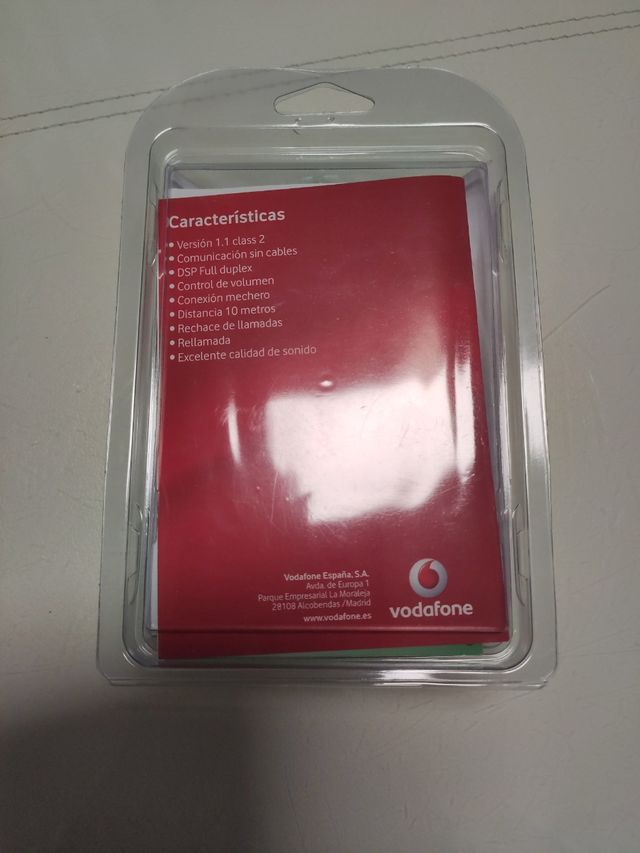 Características
• Versión 1.1 class 2
• Comunicación sin cables
• DSP Full duplex
• Control de volumen
• Conexión mechero
• Distancia 10 metros
• Rechace de llamadas
• Rellamada
• Excelente calidad de sonido
Vodafone España, S.A.
Avda. de Europa 1
Parque Empresarial La Moraleja
28108 Alcobendas /Madrid
www.vodafone.es
vodafone